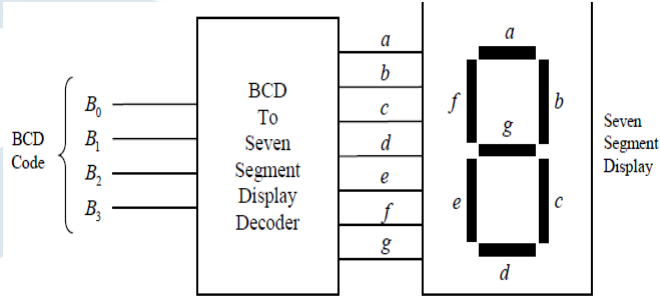 BCD
Code
B₀
B₁
B₂
B₃
BCD
To
Seven
Segment
Display
Decoder
a
b
c
d
e
f
g
a
f
b
g
e
c
d
Seven
Segment
Display